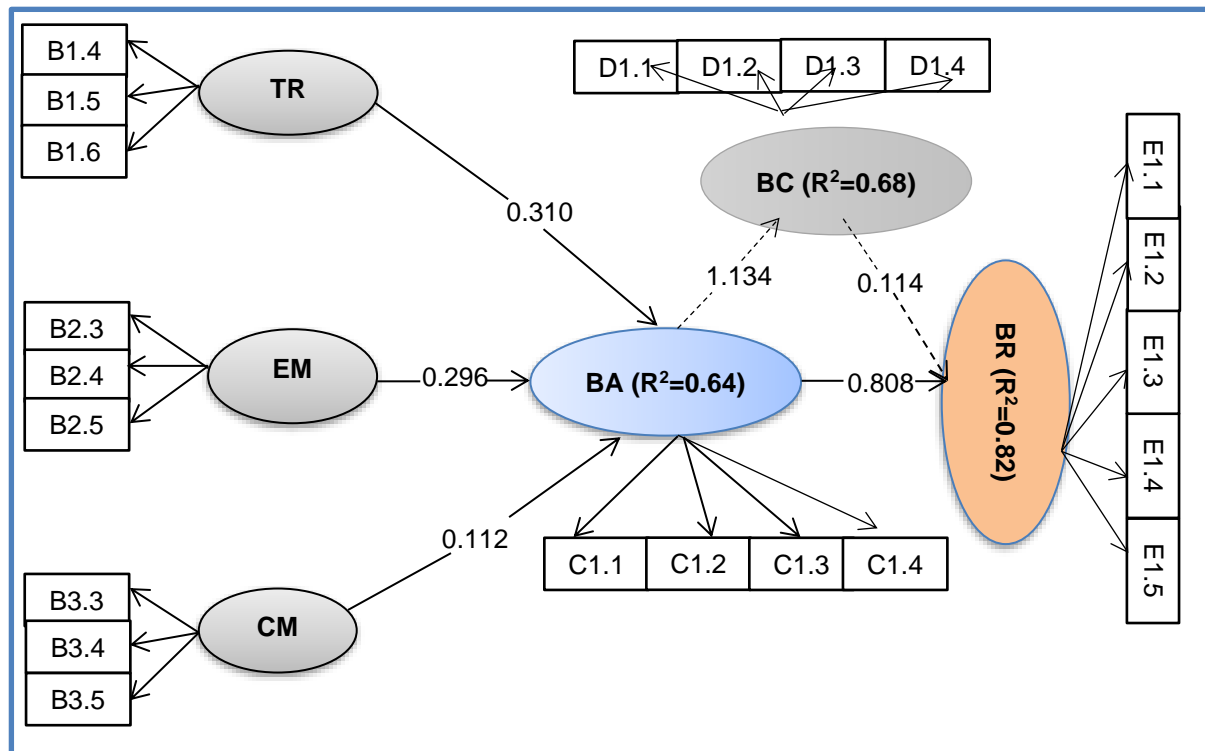 B1.4
B1.5
B1.6
TR
D1.1
D1.2
D1.3
D1.4
BC (R²=0.68)
0.310
1.134
0.114
B2.3
B2.4
B2.5
EM
0.296
BA (R²=0.64)
0.808
BR (R²=0.82)
E1.1
E1.2
E1.3
E1.4
E1.5
0.112
C1.1
C1.2
C1.3
C1.4
B3.3
B3.4
B3.5
CM